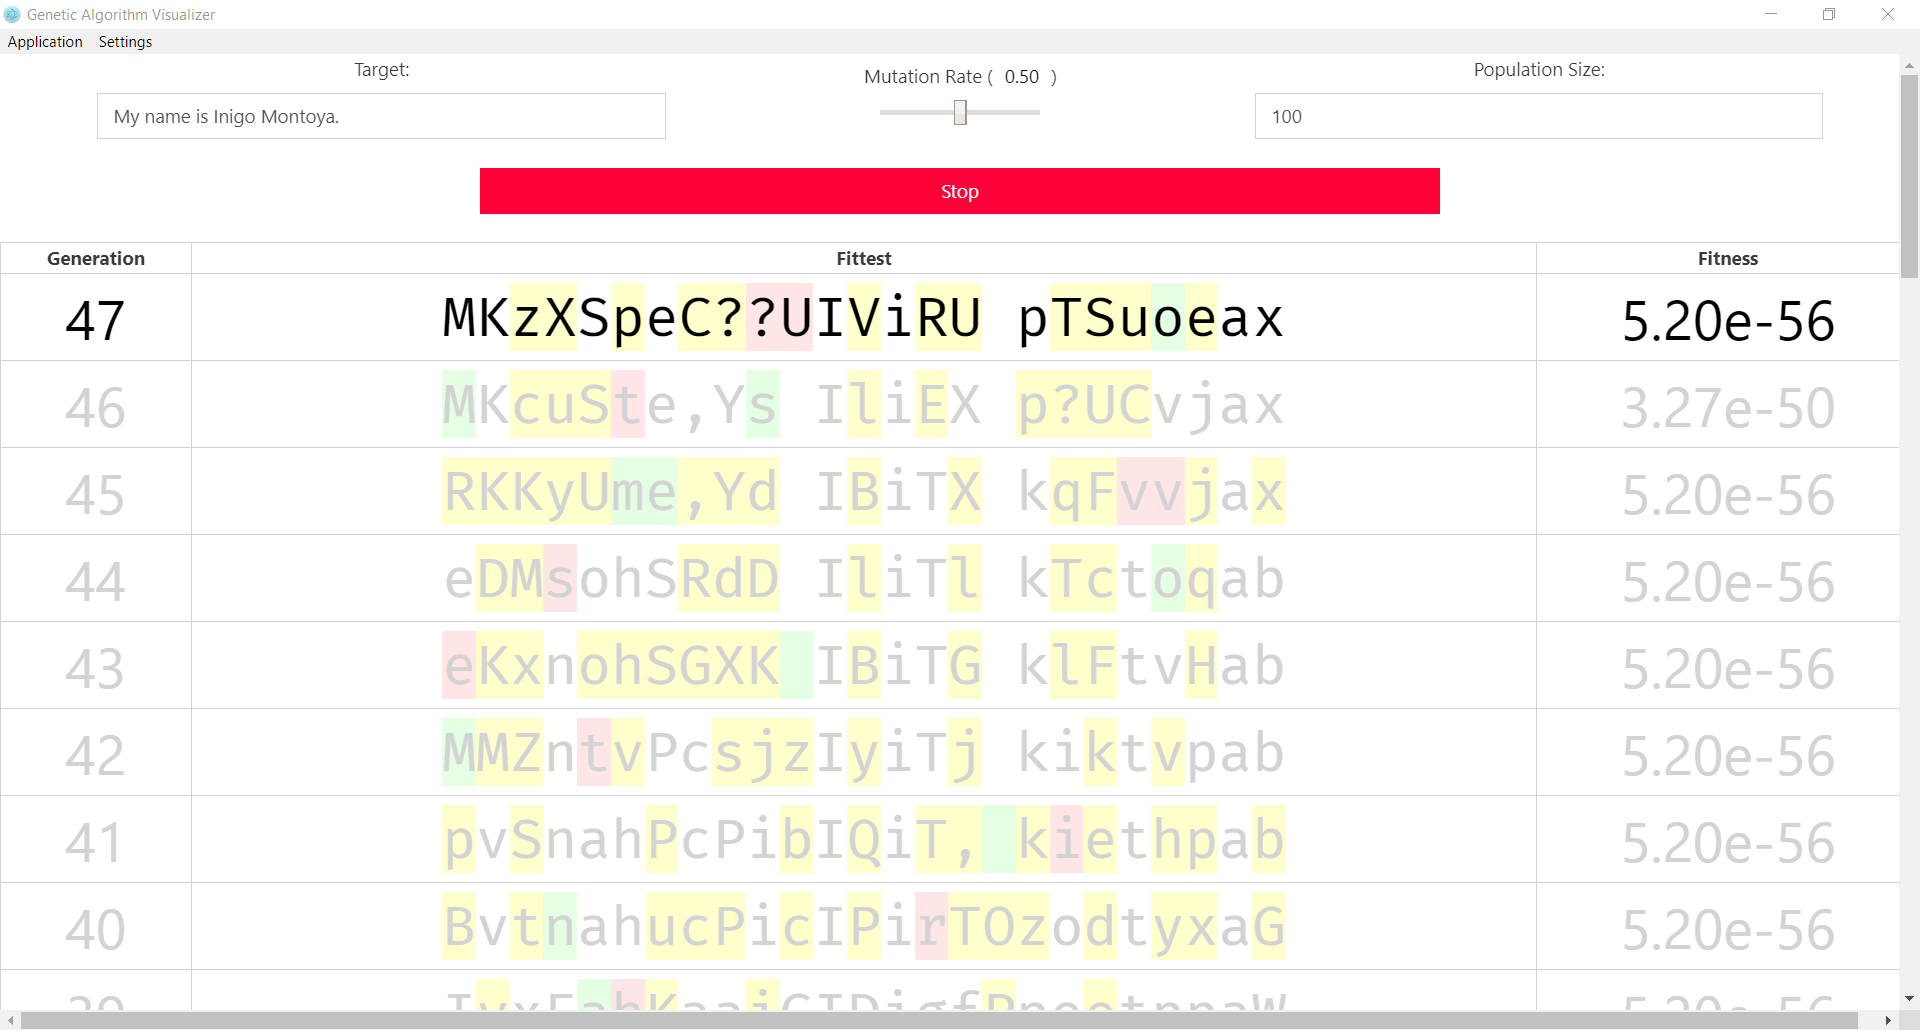 Genetic Algorithm Visualizer
Application Settings
Target:
Mutation Rate ( 0.50 )
Population Size:
My name is Inigo Montoya.
100
Stop
Generation Fittest Fitness
47 MKzXSpeC??UIViRU pTSuoeax 5.20e-56
46 MKcuSte,Ys IliEX p?UCvjax 3.27e-50
45 RKKyUme,Yd IBiTX kqFvvjax 5.20e-56
44 eDMsohSRdD IliTl kTctoqab 5.20e-56
43 eKxnohSGXK IBiTG klFtvHab 5.20e-56
42 MMZntvPcsjzIyiTj kiktvpab 5.20e-56
41 pvSnahPcPibIQiT, kiethpab 5.20e-56
40 BvtnahucPicIPirTOzodtyxaG 5.20e-56